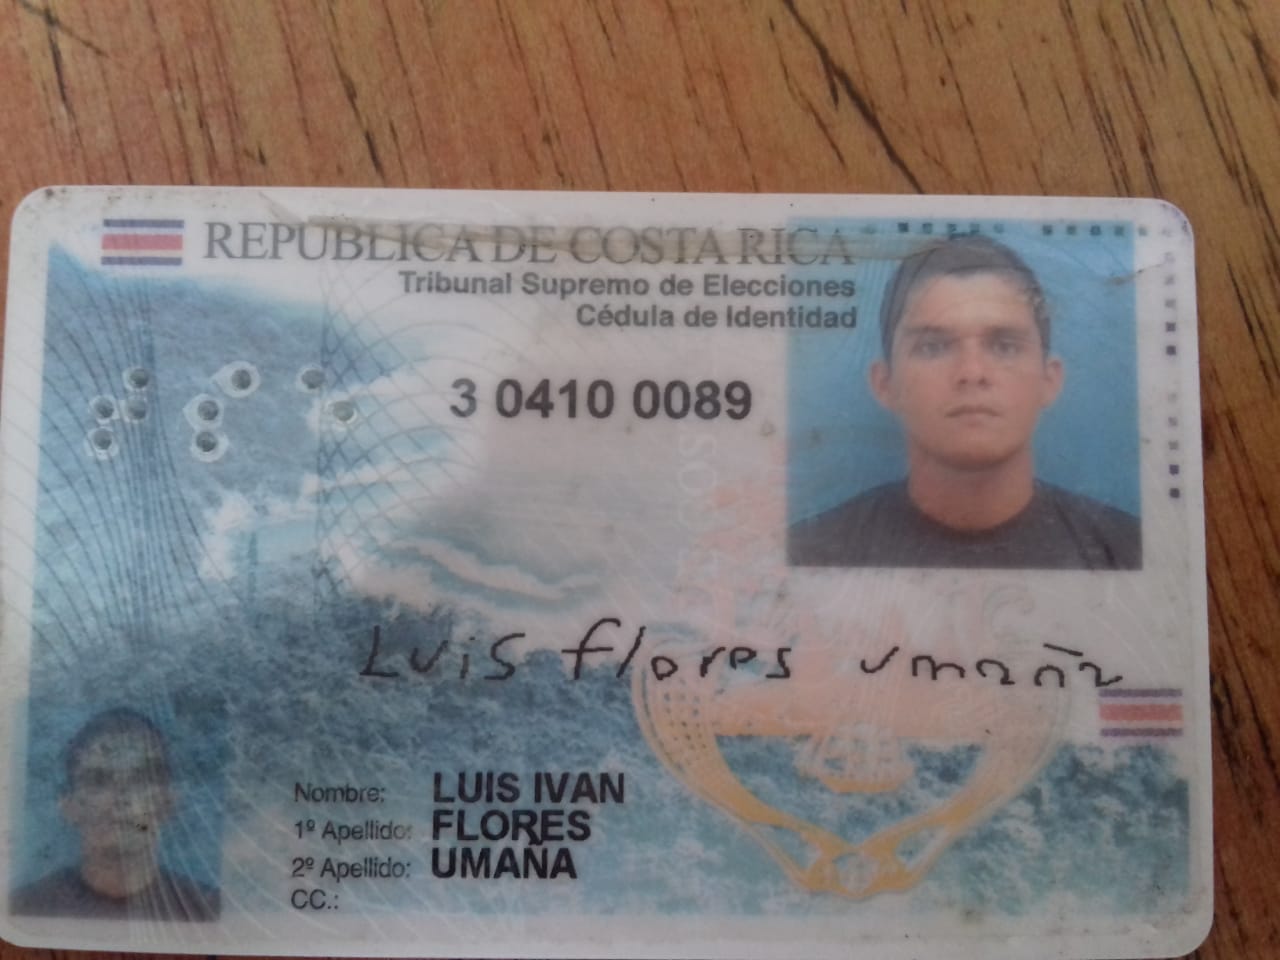 REPUBLICA DE COSTA RICA
Tribunal Supremo de Elecciones
Cédula de Identidad
3 0410 0089
Luis flores umaña
Nombre: LUIS IVAN
1º Apellido: FLORES
2º Apellido: UMAÑA
CC.: